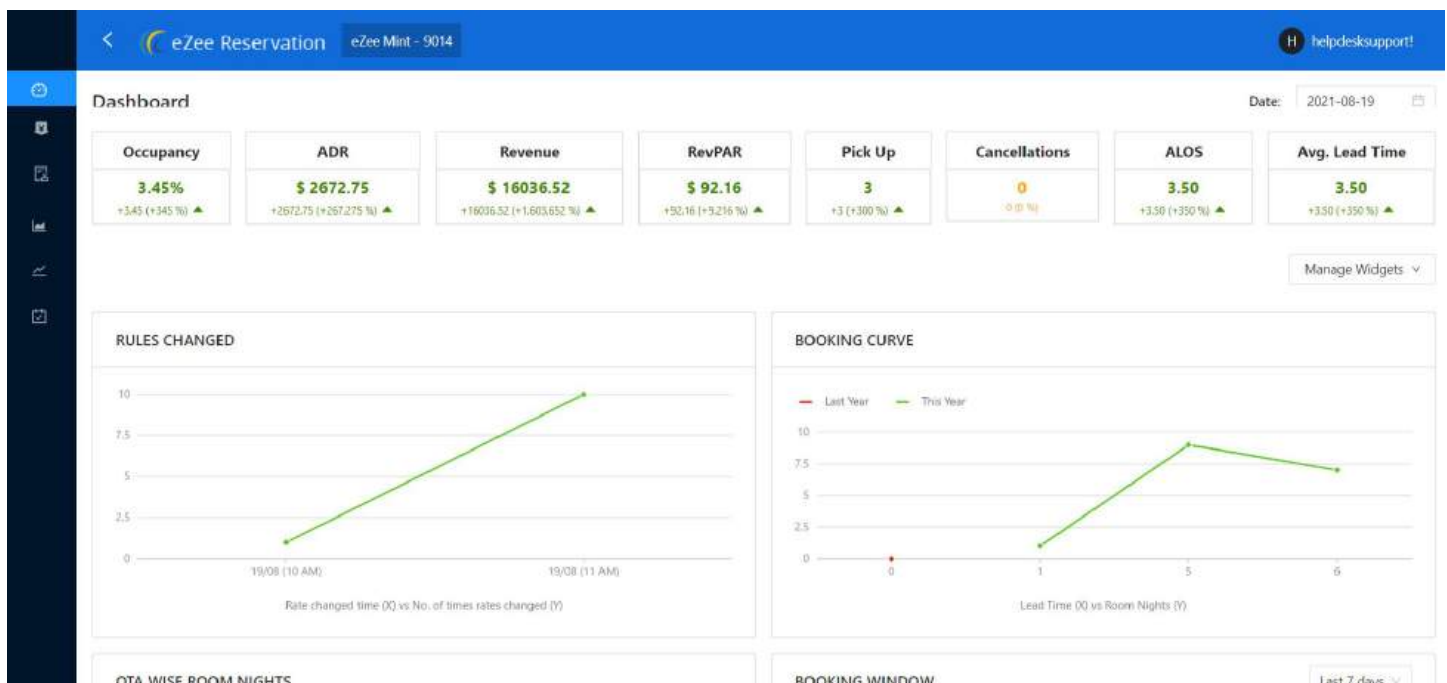 eZee Reservation eZee Mint - 9014 H helpdesksupport!
Dashboard Date: 2021-08-19
Occupancy ADR Revenue RevPAR Pick Up Cancellations ALOS Avg. Lead Time
3.45% $ 2672.75 $ 16036.52 $ 92.16 3 0 3.50 3.50
+3.45 (+345 %) +2672.75 (+267,275 %) +16036.52 (+1,603,652 %) +92.16 (+9,216 %) +3 (+300 %) 0 (0 %) +3.50 (+350 %) +3.50 (+350 %)
Manage Widgets
RULES CHANGED
10
7.5
5
2.5
0
19/08 (10 AM) 19/08 (11 AM)
Rate changed time (X) vs No. of times rates changed (Y)
BOOKING CURVE
Last Year This Year
10
7.5
5
2.5
0
0 1 5 6
Lead Time (X) vs Room Nights (Y)
OTA WISE ROOM NIGHTS
BOOKING WINDOW Last 7 days